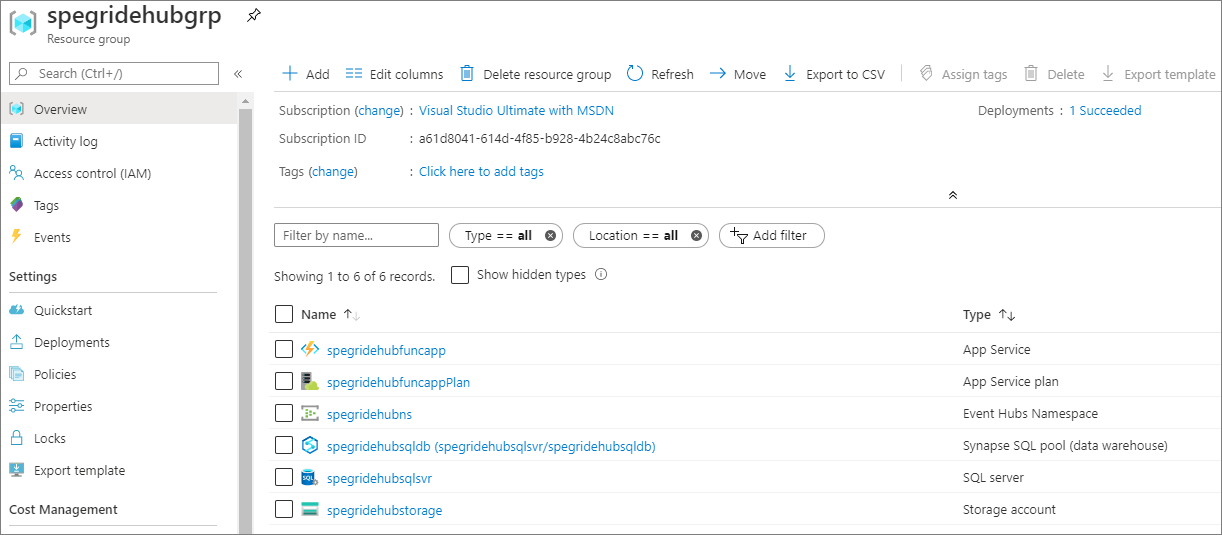 spegridehubgrp
Resource group
Search (Ctrl+/)
«
Overview
Activity log
Access control (IAM)
Tags
Events
Settings
Quickstart
Deployments
Policies
Properties
Locks
Export template
Cost Management
Add
Edit columns
Delete resource group
Refresh
Move
Export to CSV
Assign tags
Delete
Export template
Subscription (change) : Visual Studio Ultimate with MSDN
Deployments : 1 Succeeded
Subscription ID : a61d8041-614d-4f85-b928-4b24c8abc76c
Tags (change) : Click here to add tags
Filter by name...
Type == all
Location == all
Add filter
Showing 1 to 6 of 6 records.
Show hidden types
Name Type
spegridehubfuncapp App Service
spegridehubfuncappPlan App Service plan
spegridehubns Event Hubs Namespace
spegridehubsqldb (spegridehubsqlsvr/spegridehubsqldb) Synapse SQL pool (data warehouse)
spegridehubsqlsvr SQL server
spegridehubstorage Storage account